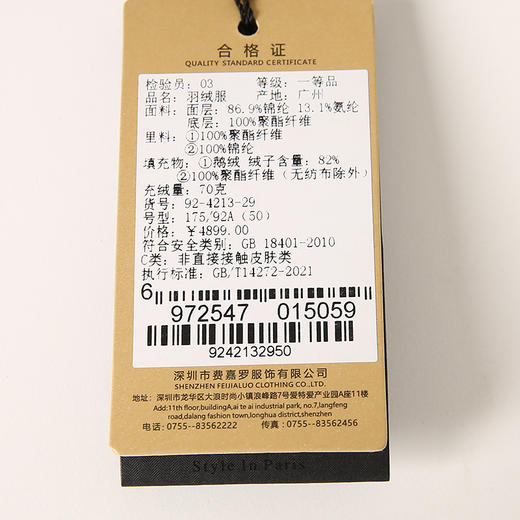 合格证
QUALITY STANDARD CERTIFICATE
检验员: 03 等级: 一等品
品名: 羽绒服 产地: 广州
面料: 面层: 86.9%锦纶 13.1%氨纶
底层: 100%聚酯纤维
里料: ①100%聚酯纤维
②100%锦纶
填充物: ①鹅绒 绒子含量: 82%
②100%聚酯纤维（无纺布除外）
充绒量: 70克
货号: 92-4213-29
号型: 175/92A (50)
价格: ￥4899.00
符合安全类别: GB 18401-2010
C类: 非直接接触皮肤类
执行标准: GB/T14272-2021
6 972547 015059
9242132950
深圳市费嘉罗服饰有限公司
SHENZHEN FEIJIALUO CLOTHING CO.,LTD.
地址: 深圳市龙华区大浪时尚小镇浪峰路7号爱特爱产业园A座11楼
Add:11th floor,buildingA,ai te ai industrial park, no.7,langfeng
road,dalang fashion town,longhua district,shenzhen
电话: 0755--83562222 传真: 0755--83562456
Style In Paris